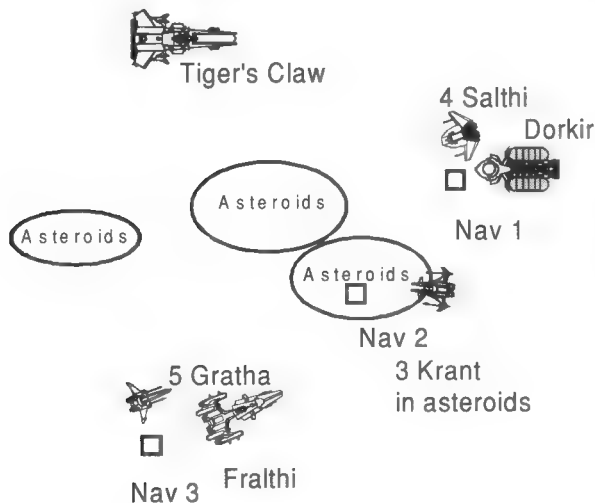 Tiger's Claw
4 Salthi
Dorkir
Asteroids
Nav 1
Asteroids
Asteroids
Nav 2
5 Gratha
3 Krant
in asteroids
Fralthi
Nav 3